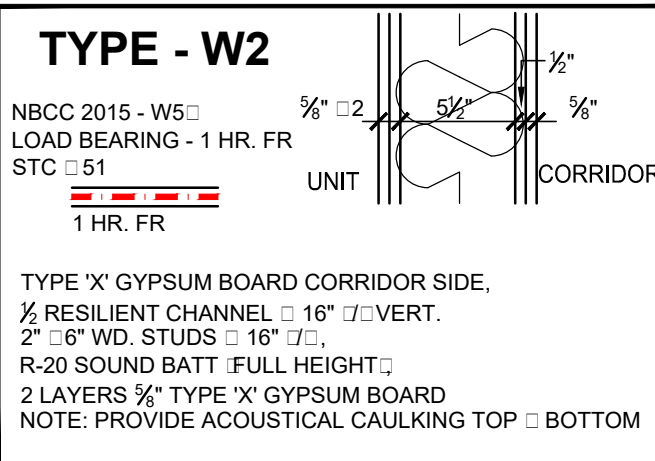 TYPE - W2
NBCC 2015 - W5□
LOAD BEARING - 1 HR. FR
STC □ 51
1 HR. FR
⅝" □2
5½"
½"
⅝"
UNIT
CORRIDOR
TYPE 'X' GYPSUM BOARD CORRIDOR SIDE,
½ RESILIENT CHANNEL □ 16" □/□ VERT.
2" □6" WD. STUDS □ 16" □/□,
R-20 SOUND BATT □FULL HEIGHT□,
2 LAYERS ⅝" TYPE 'X' GYPSUM BOARD
NOTE: PROVIDE ACOUSTICAL CAULKING TOP □ BOTTOM